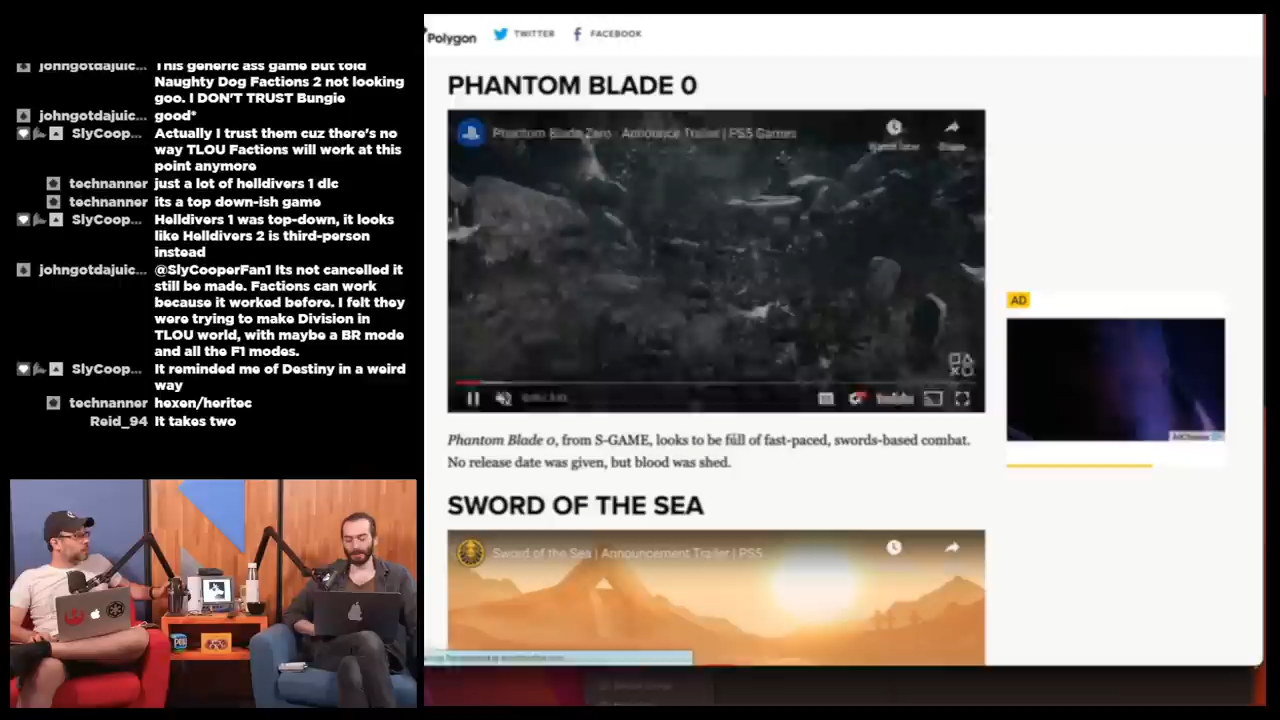 johngotdajuic... This generic ass game but told
Naughty Dog Factions 2 not looking
goo. I DON'T TRUST Bungie
johngotdajuic... good*
SlyCoop... Actually I trust them cuz there's no
way TLOU Factions will work at this
point anymore
technanner just a lot of helldivers 1 dlc
technanner its a top down-ish game
SlyCoop... Helldivers 1 was top-down, it looks
like Helldivers 2 is third-person
instead
johngotdajuic... @SlyCooperFan1 Its not cancelled it
still be made. Factions can work
because it worked before. I felt they
were trying to make Division in
TLOU world, with maybe a BR mode
and all the F1 modes.
SlyCoop... It reminded me of Destiny in a weird
way
technanner hexen/heritec
Reid_94 It takes two
Polygon TWITTER FACEBOOK
PHANTOM BLADE 0
Phantom Blade Zero - Announce Trailer | PS5 Games
Watch later Share
YouTube
Phantom Blade 0, from S-GAME, looks to be full of fast-paced, swords-based combat.
No release date was given, but blood was shed.
AD
SWORD OF THE SEA
Sword of the Sea | Announcement Trailer | PS5